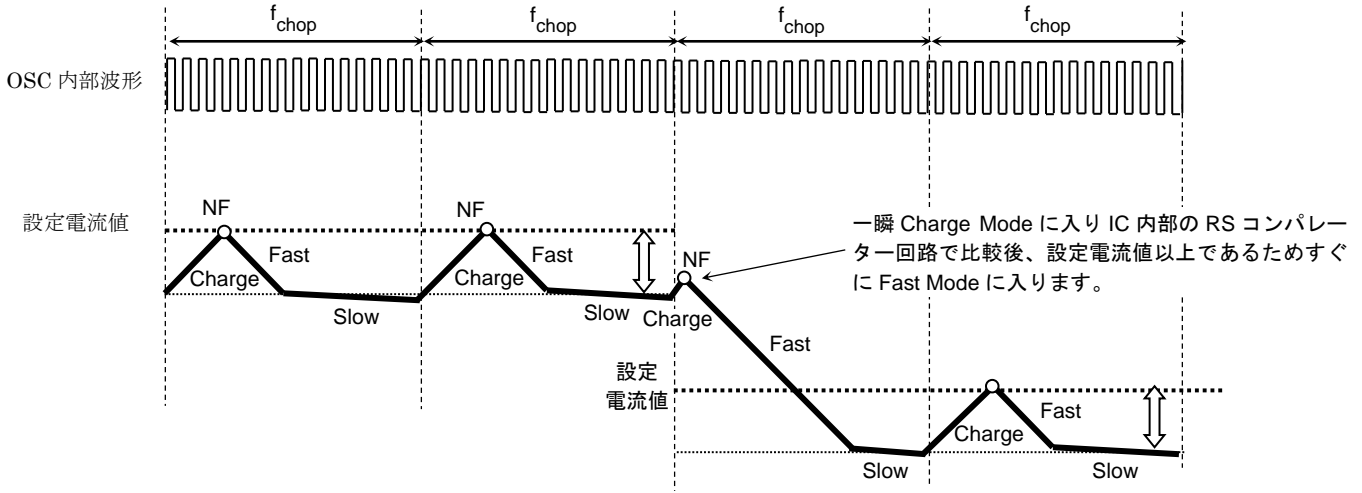 fchop fchop fchop fchop
OSC 内部波形
設定電流値
NF NF NF
一瞬 Charge Mode に入り IC 内部の RS コンパレー
ター回路で比較後、設定電流値以上であるためすぐ
に Fast Mode に入ります。
Charge Fast Charge Fast
Slow Slow Charge
Fast
設定
電流値
Charge Fast
Slow Slow